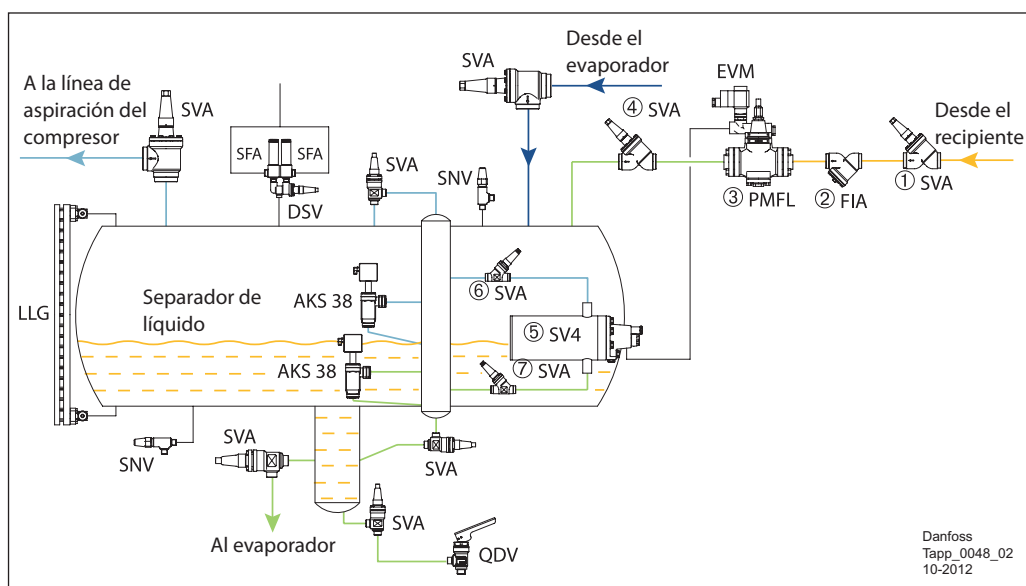 A la línea de
aspiración del
compresor
SVA
SFA
SFA
DSV
SVA
SNV
SVA
Desde el
evaporador
④ SVA
EVM
③ PMFL
② FIA
① SVA
Desde el
recipiente
LLG
Separador de
líquido
AKS 38
AKS 38
⑥ SVA
⑤ SV4
⑦ SVA
SNV
SVA
Al evaporador
SVA
SVA
QDV
Danfoss
Tapp_0048_02
10-2012